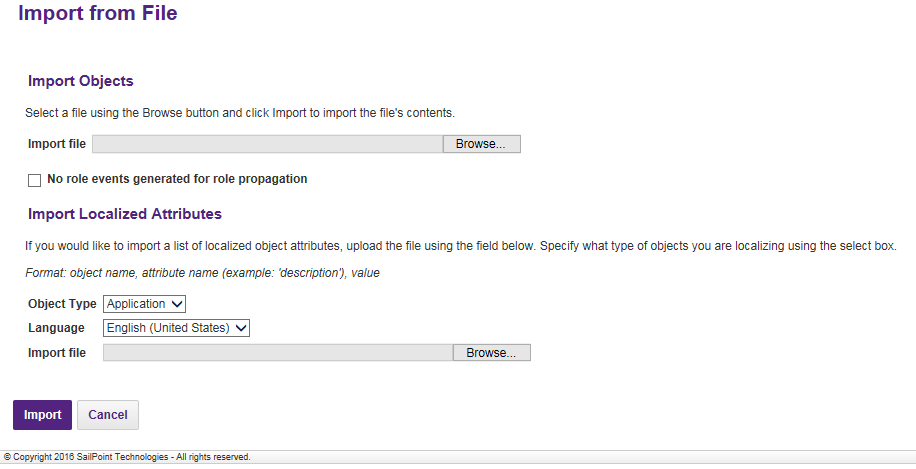 Import from File
Import Objects
Select a file using the Browse button and click Import to import the file's contents.
Import file Browse...
No role events generated for role propagation
Import Localized Attributes
If you would like to import a list of localized object attributes, upload the file using the field below. Specify what type of objects you are localizing using the select box.
Format: object name, attribute name (example: 'description'), value
Object Type Application
Language English (United States)
Import file Browse...
Import Cancel
© Copyright 2016 SailPoint Technologies - All rights reserved.